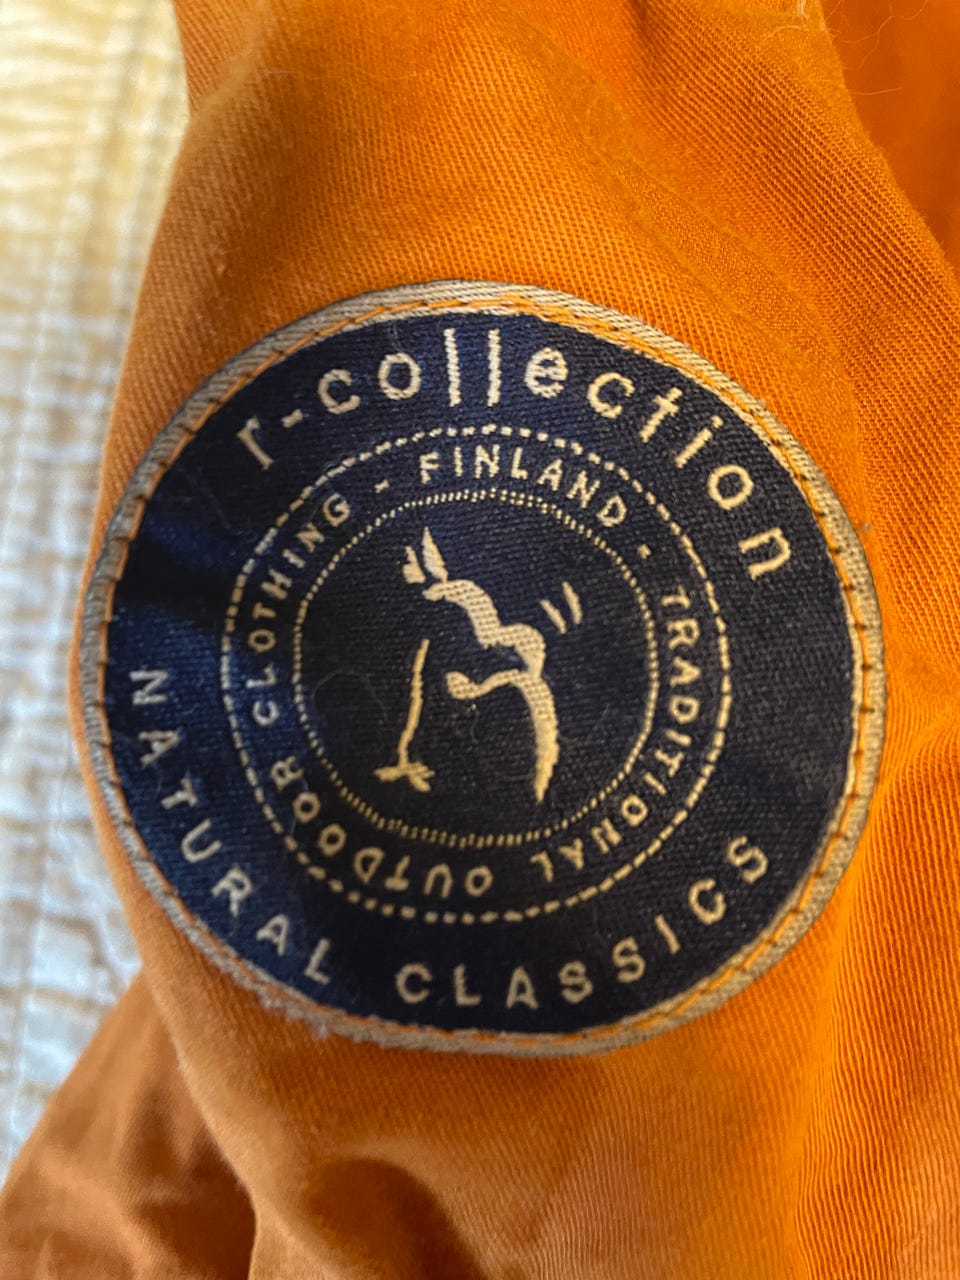 r-collection
FINLAND - TRADITIONAL OUTDOOR CLOTHING -
NATURAL CLASSICS